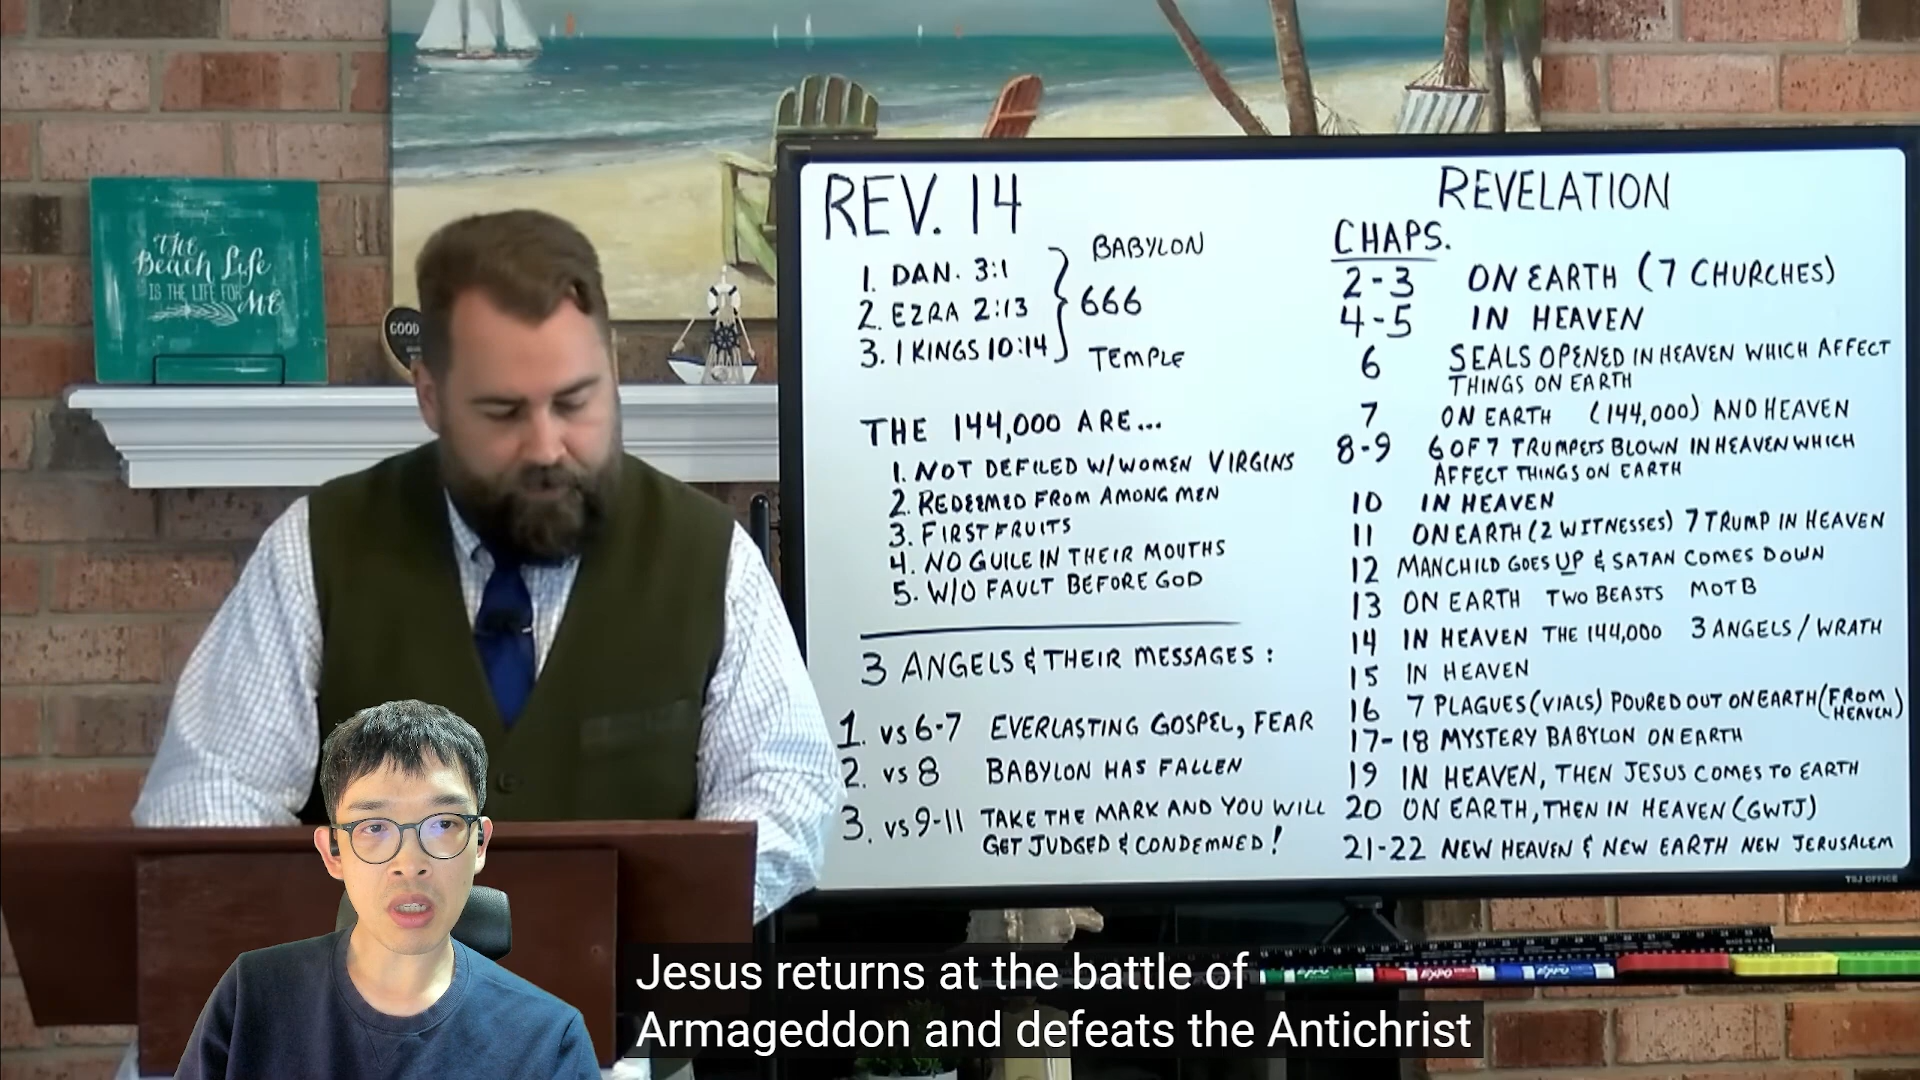 THE
Beach Life
IS THE LIFE FOR
ME
GOOD
REV. 14
1. DAN. 3:1
2. EZRA 2:13
3. 1 KINGS 10:14
BABYLON
666
TEMPLE
THE 144,000 ARE...
1. NOT DEFILED W/WOMEN VIRGINS
2. REDEEMED FROM AMONG MEN
3. FIRSTFRUITS
4. NO GUILE IN THEIR MOUTHS
5. W/O FAULT BEFORE GOD
3 ANGELS & THEIR MESSAGES:
1. vs 6-7 EVERLASTING GOSPEL, FEAR
2. vs 8 BABYLON HAS FALLEN
3. vs 9-11 TAKE THE MARK AND YOU WILL
GET JUDGED & CONDEMNED!
REVELATION
CHAPS.
2-3 ON EARTH (7 CHURCHES)
4-5 IN HEAVEN
6 SEALS OPENED IN HEAVEN WHICH AFFECT
THINGS ON EARTH
7 ON EARTH (144,000) AND HEAVEN
8-9 6 OF 7 TRUMPETS BLOWN IN HEAVEN WHICH
AFFECT THINGS ON EARTH
10 IN HEAVEN
11 ON EARTH (2 WITNESSES) 7 TRUMP IN HEAVEN
12 MANCHILD GOES UP & SATAN COMES DOWN
13 ON EARTH TWO BEASTS MOTB
14 IN HEAVEN THE 144,000 3 ANGELS/WRATH
15 IN HEAVEN
16 7 PLAGUES (VIALS) POURED OUT ON EARTH (FROM
HEAVEN)
17-18 MYSTERY BABYLON ON EARTH
19 IN HEAVEN, THEN JESUS COMES TO EARTH
20 ON EARTH, THEN IN HEAVEN (GWTJ)
21-22 NEW HEAVEN & NEW EARTH NEW JERUSALEM
TSJ OFFICE
EXPO EXPO EXPO
Jesus returns at the battle of
Armageddon and defeats the Antichrist